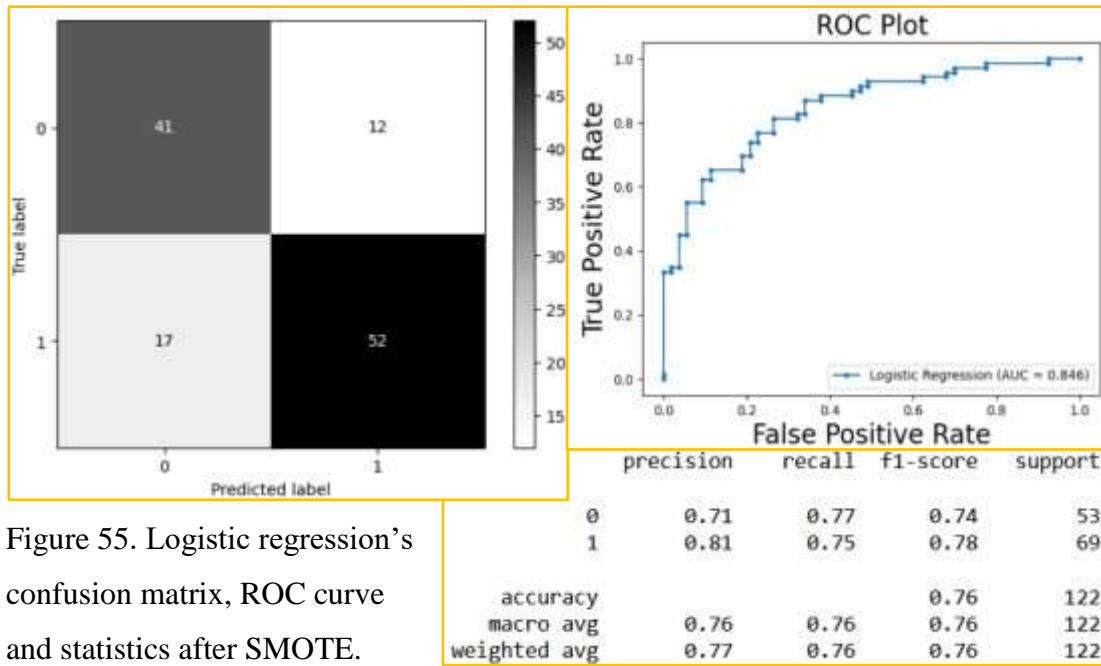 41 12
17 52
True label
0
1
0 1
Predicted label
50
45
40
35
30
25
20
15
ROC Plot
True Positive Rate
1.0
0.8
0.6
0.4
0.2
0.0
Logistic Regression (AUC = 0.846)
0.0 0.2 0.4 0.6 0.8 1.0
False Positive Rate
precision recall f1-score support
0 0.71 0.77 0.74 53
1 0.81 0.75 0.78 69
accuracy 0.76 122
macro avg 0.76 0.76 0.76 122
weighted avg 0.77 0.76 0.76 122
Figure 55. Logistic regression’s
confusion matrix, ROC curve
and statistics after SMOTE.